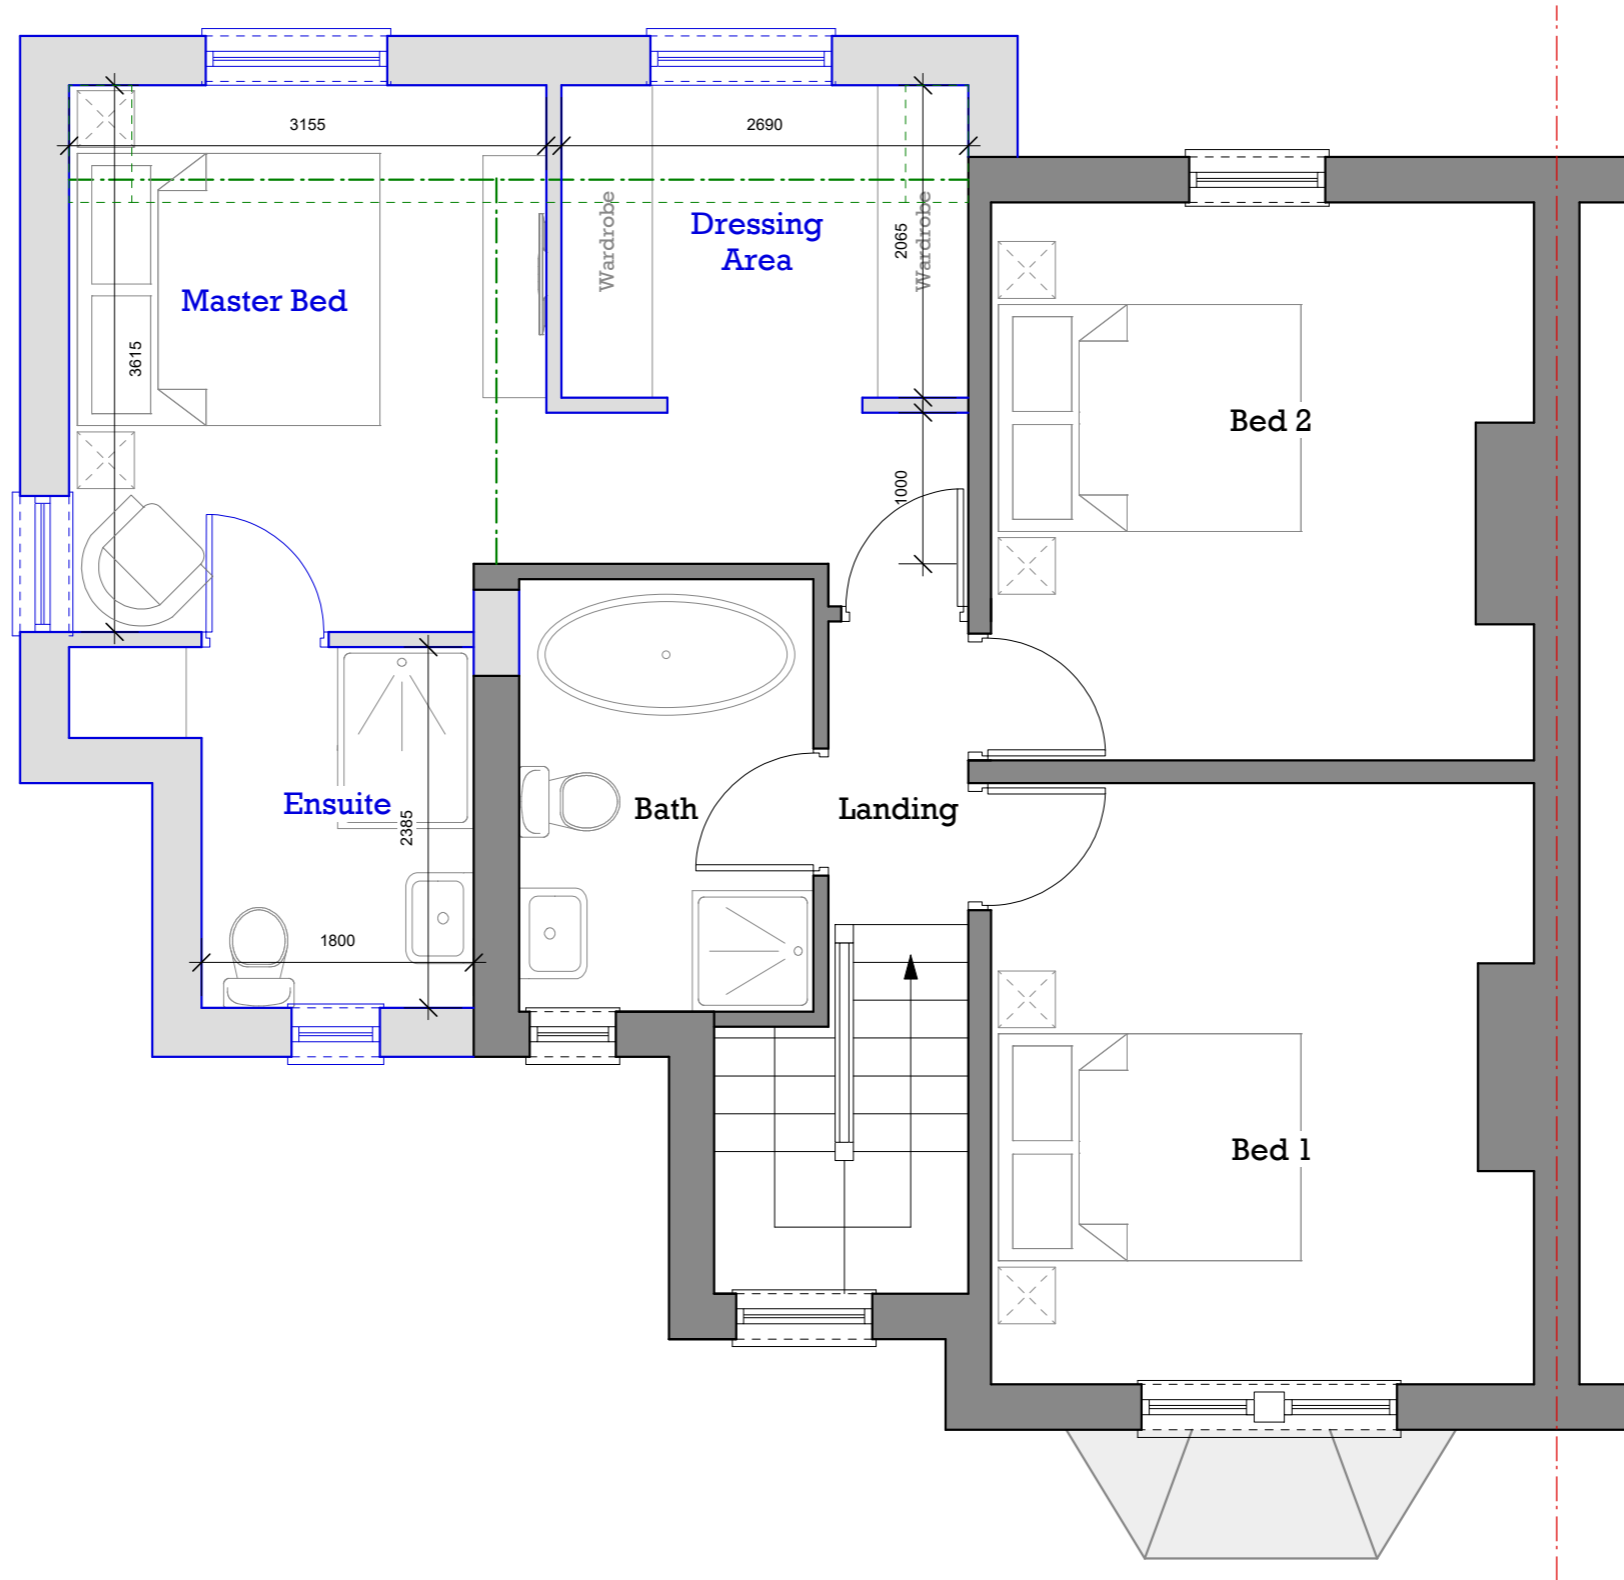 3155
2690
Wardrobe
Dressing
Area
2065
Wardrobe
Master Bed
3615
Bed 2
1000
Ensuite
2385
Bath
Landing
1800
Bed 1